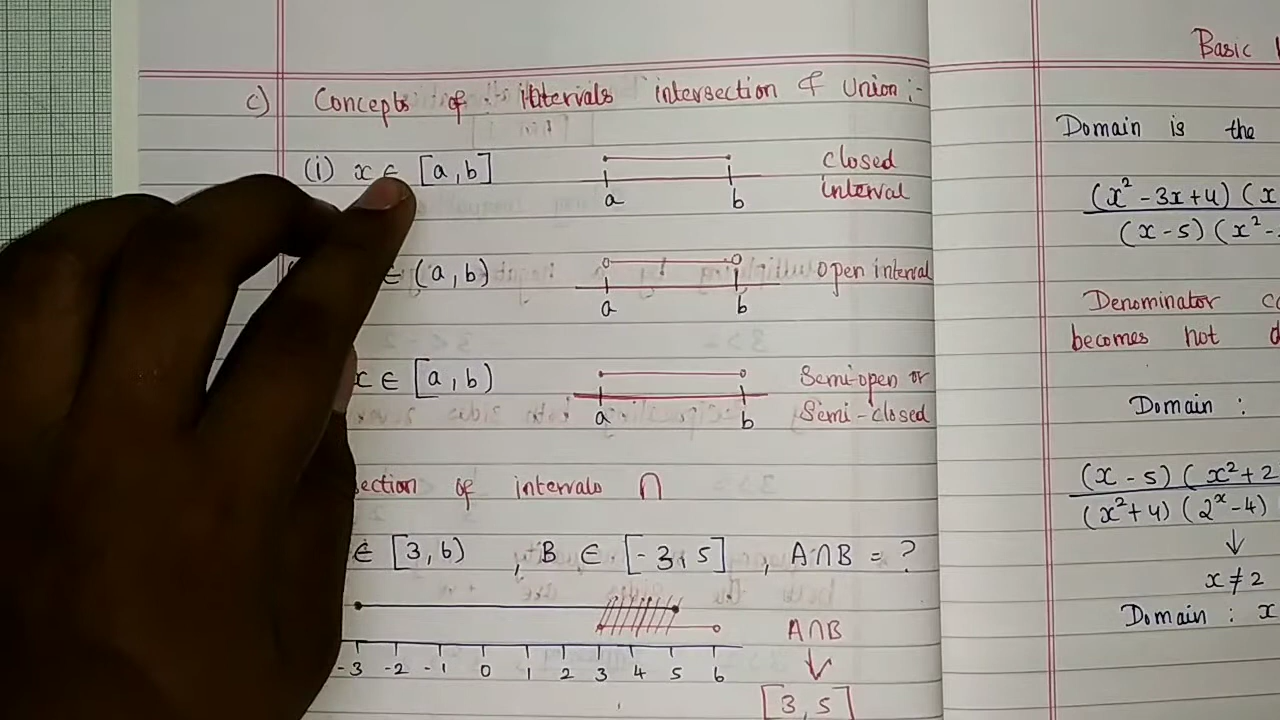 c) Concepts of intervals intersection & Union :-
(i) x ∈ [a, b]
a b
closed
interval
∈ (a, b)
a b
open interval
x ∈ [a, b)
a b
Semi-open or
Semi-closed
section of intervals ∩
∈ [3, 6) , B ∈ [-3, 5] , A∩B = ?
-3 -2 -1 0 1 2 3 4 5 6
A∩B
↓
[3, 5]
Basic
Domain is the
(x² - 3x + 4) (x
(x - 5) (x² -
Denominator
becomes not
Domain :
(x - 5) (x² + 2
(x² + 4) (2ˣ - 4)
↓
x ≠ 2
Domain : x